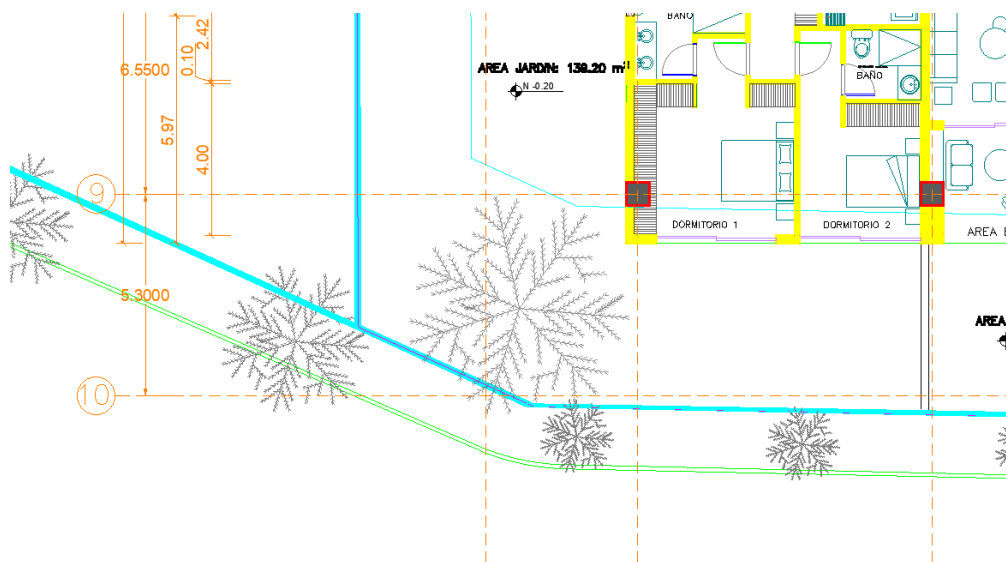 BAÑO
2.42
0.10
6.5500
AREA JARDIN: 139.20 m²
N -0.20
BAÑO
5.97
4.00
9
DORMITORIO 1
DORMITORIO 2
AREA
5.3000
AREA
10